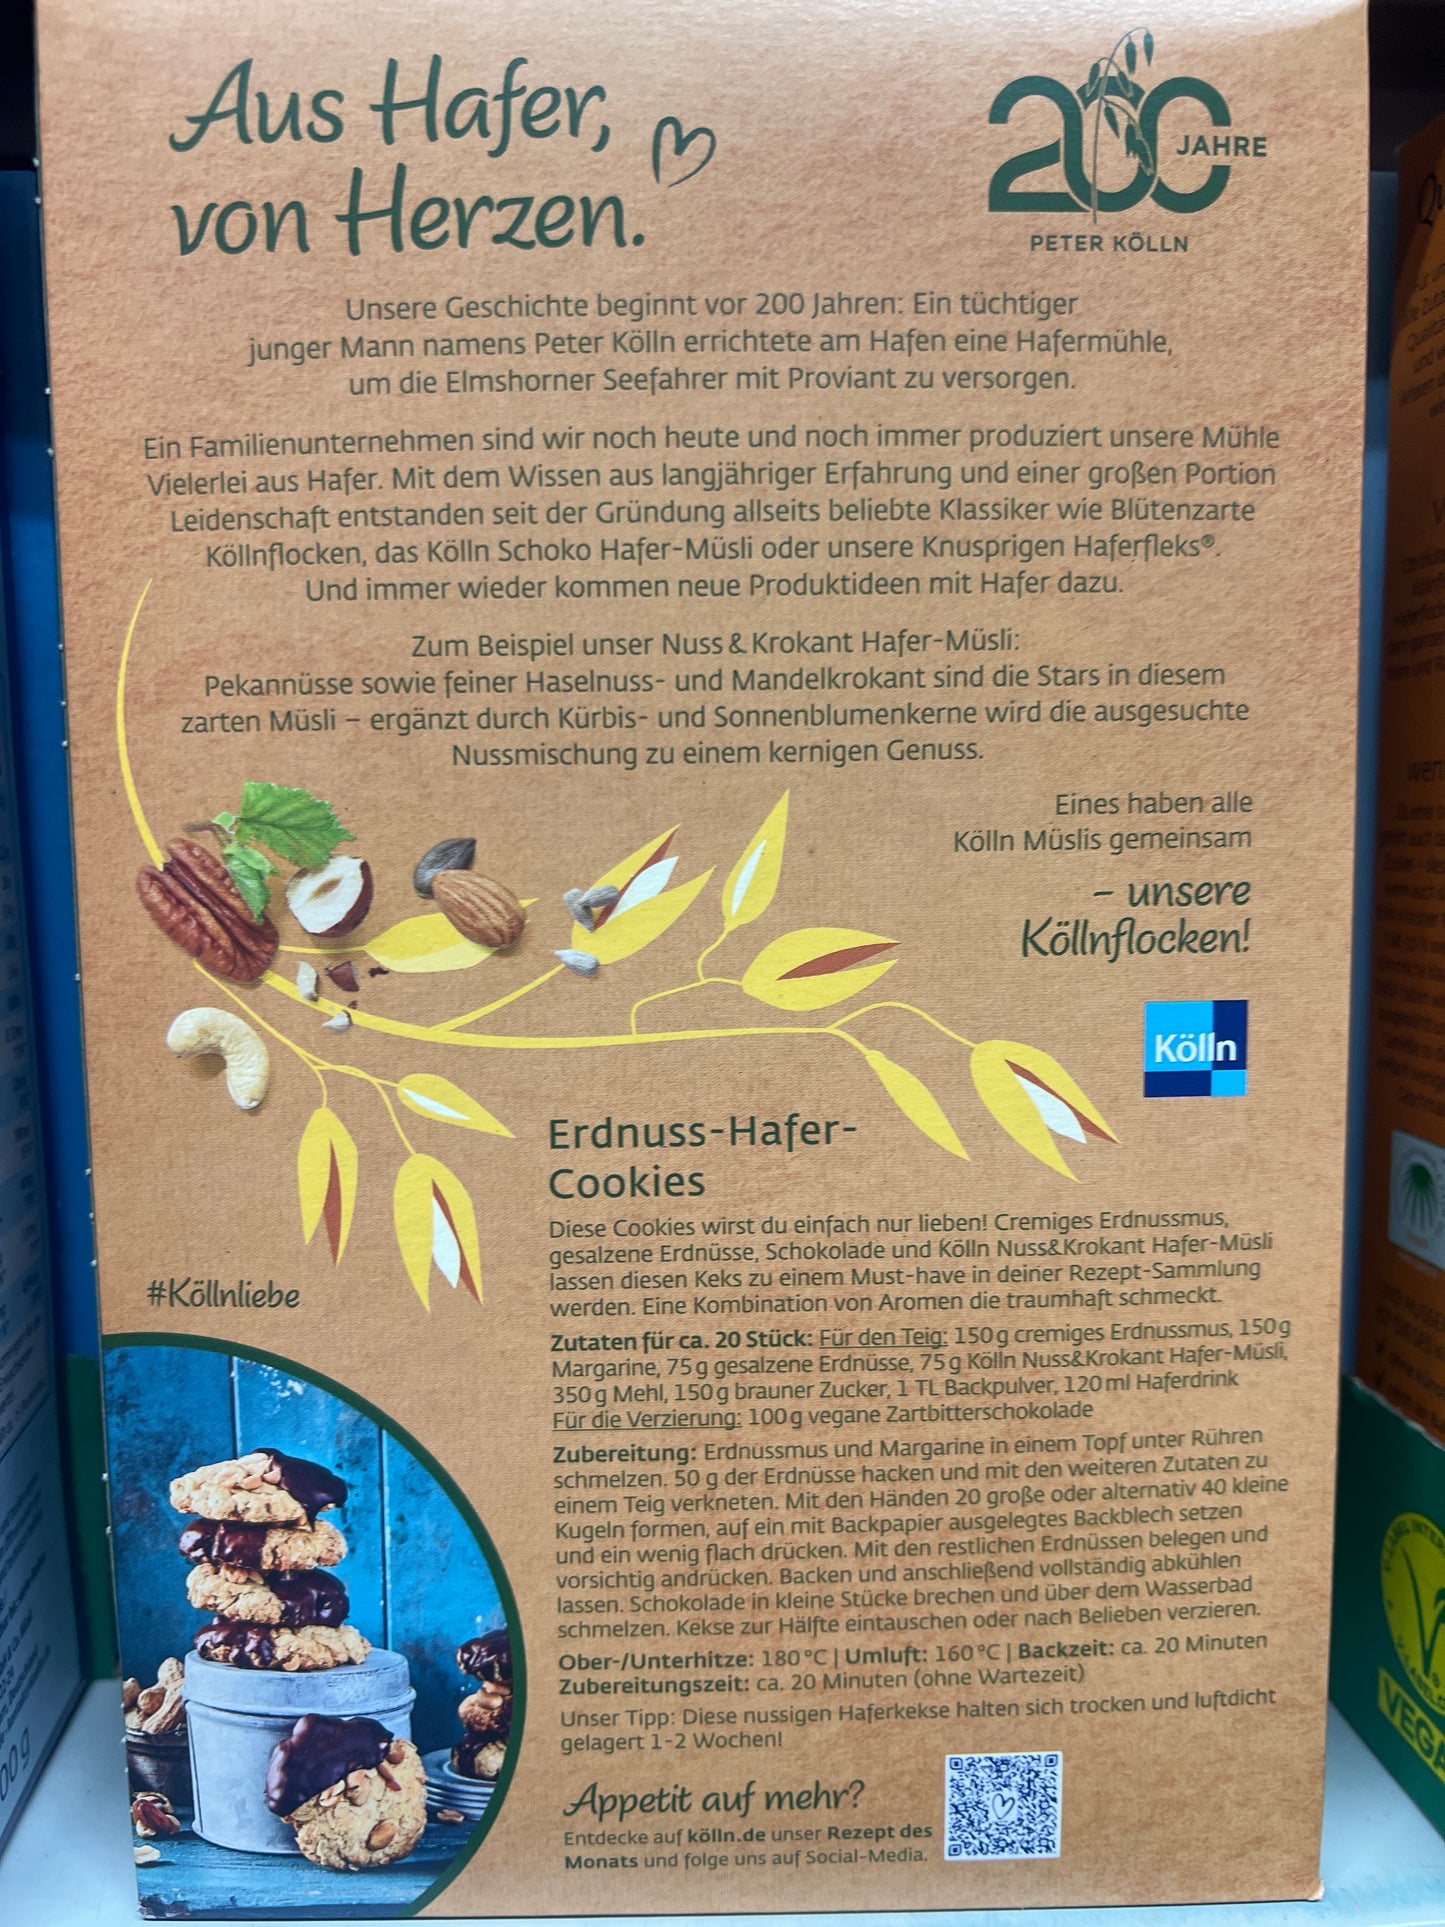 Aus Hafer,
von Herzen.
200 JAHRE
PETER KÖLLN
Unsere Geschichte beginnt vor 200 Jahren: Ein tüchtiger
junger Mann namens Peter Kölln errichtete am Hafen eine Hafermühle,
um die Elmshorner Seefahrer mit Proviant zu versorgen.
Ein Familienunternehmen sind wir noch heute und noch immer produziert unsere Mühle
Vielerlei aus Hafer. Mit dem Wissen aus langjähriger Erfahrung und einer großen Portion
Leidenschaft entstanden seit der Gründung allseits beliebte Klassiker wie Blütenzarte
Köllnflocken, das Kölln Schoko Hafer-Müsli oder unsere Knusprigen Haferfleks®.
Und immer wieder kommen neue Produktideen mit Hafer dazu.
Zum Beispiel unser Nuss & Krokant Hafer-Müsli:
Pekannüsse sowie feiner Haselnuss- und Mandelkrokant sind die Stars in diesem
zarten Müsli – ergänzt durch Kürbis- und Sonnenblumenkerne wird die ausgesuchte
Nussmischung zu einem kernigen Genuss.
Eines haben alle
Kölln Müslis gemeinsam
– unsere
Köllnflocken!
Kölln
Erdnuss-Hafer-
Cookies
Diese Cookies wirst du einfach nur lieben! Cremiges Erdnussmus,
gesalzene Erdnüsse, Schokolade und Kölln Nuss&Krokant Hafer-Müsli
lassen diesen Keks zu einem Must-have in deiner Rezept-Sammlung
werden. Eine Kombination von Aromen die traumhaft schmeckt.
#Köllnliebe
Zutaten für ca. 20 Stück: Für den Teig: 150 g cremiges Erdnussmus, 150 g
Margarine, 75 g gesalzene Erdnüsse, 75 g Kölln Nuss&Krokant Hafer-Müsli,
350 g Mehl, 150 g brauner Zucker, 1 TL Backpulver, 120 ml Haferdrink
Für die Verzierung: 100 g vegane Zartbitterschokolade
Zubereitung: Erdnussmus und Margarine in einem Topf unter Rühren
schmelzen. 50 g der Erdnüsse hacken und mit den weiteren Zutaten zu
einem Teig verkneten. Mit den Händen 20 große oder alternativ 40 kleine
Kugeln formen, auf ein mit Backpapier ausgelegtes Backblech setzen
und ein wenig flach drücken. Mit den restlichen Erdnüssen belegen und
vorsichtig andrücken. Backen und anschließend vollständig abkühlen
lassen. Schokolade in kleine Stücke brechen und über dem Wasserbad
schmelzen. Kekse zur Hälfte eintauschen oder nach Belieben verzieren.
Ober-/Unterhitze: 180 °C | Umluft: 160 °C | Backzeit: ca. 20 Minuten
Zubereitungszeit: ca. 20 Minuten (ohne Wartezeit)
Unser Tipp: Diese nussigen Haferkekse halten sich trocken und luftdicht
gelagert 1-2 Wochen!
Appetit auf mehr?
Entdecke auf kölln.de unser Rezept des
Monats und folge uns auf Social-Media.